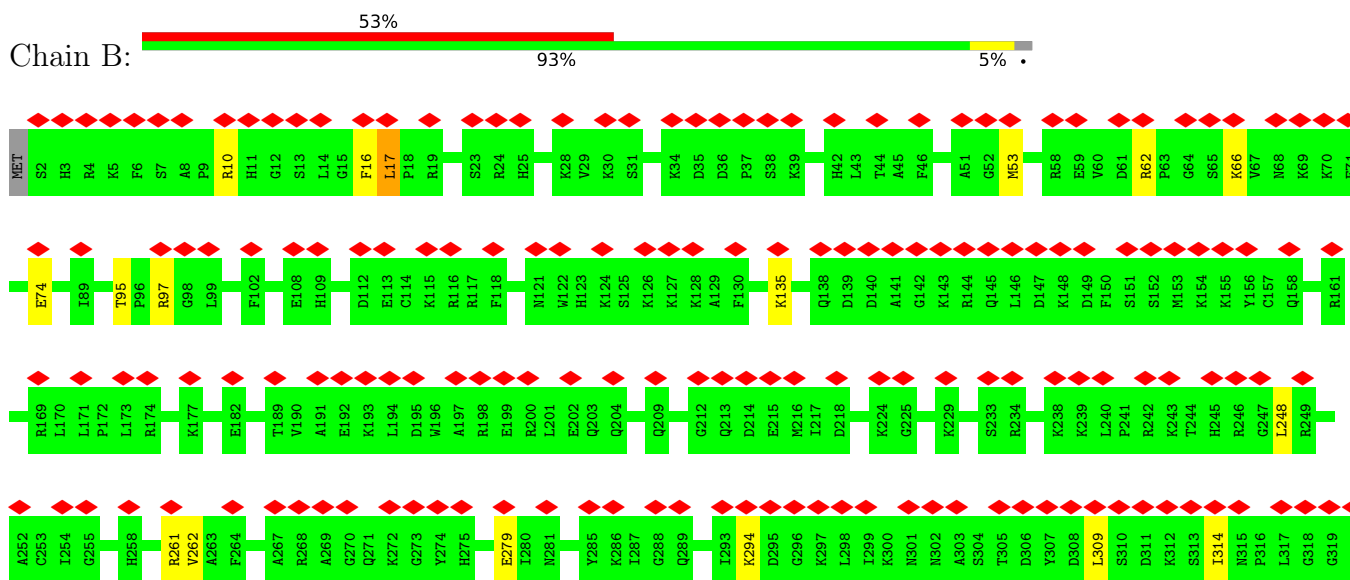 53%
Chain B:
93% 5% •
MET S2 H3 R4 K5 F6 S7 A8 P9 R10 H11 G12 S13 L14 G15 F16 L17 P18 R19 S23 R24 H25 K28 V29 K30 S31 K34 D35 D36 P37 S38 K39 H42 L43 T44 A45 F46 A51 G52 M53 R58 E59 V60 D61 R62 P63 G64 S65 K66 V67 N68 K69 K70
E74 I89 T95 P96 R97 G98 L99 F102 E108 H109 D112 E113 C114 K115 R116 R117 F118 N121 W122 H123 K124 S125 K126 K127 K128 A129 F130 K135 Q138 D139 D140 A141 G142 K143 R144 Q145 L146 D147 K148 D149 F150 S151 S152 M153 K154 K155 Y156 C157 Q158 R161
R169 L170 L171 P172 L173 R174 K177 E182 T189 V190 A191 E192 K193 L194 D195 W196 A197 R198 E199 R200 L201 E202 Q203 Q204 Q209 G212 Q213 D214 E215 M216 I217 D218 K224 G225 K229 S233 R234 K238 K239 L240 P241 R242 K243 T244 H245 R246 G247 L248 R249
A252 C253 I254 G255 H258 R261 V262 A263 F264 A267 R268 A269 G270 Q271 K272 G273 Y274 H275 E279 I280 N281 Y285 K286 I287 G288 Q289 I293 K294 D295 G296 K297 L298 I299 K300 N301 N302 A303 S304 T305 D306 Y307 D308 L309 S310 D311 K312 S313 I314 N315 P316 L317 G318 G319